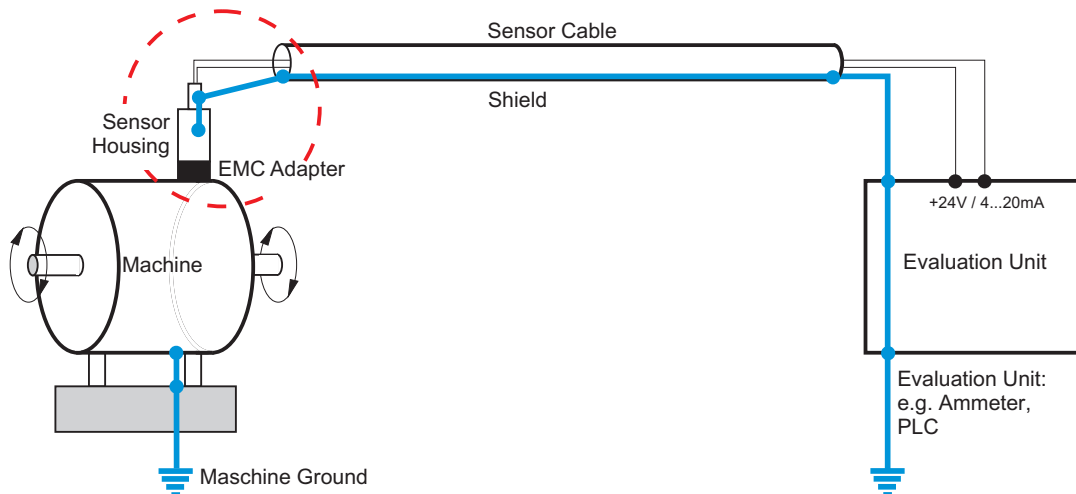 Sensor Cable
Shield
Sensor
Housing
EMC Adapter
+24V / 4...20mA
Machine
Evaluation Unit
Evaluation Unit:
e.g. Ammeter,
PLC
Maschine Ground